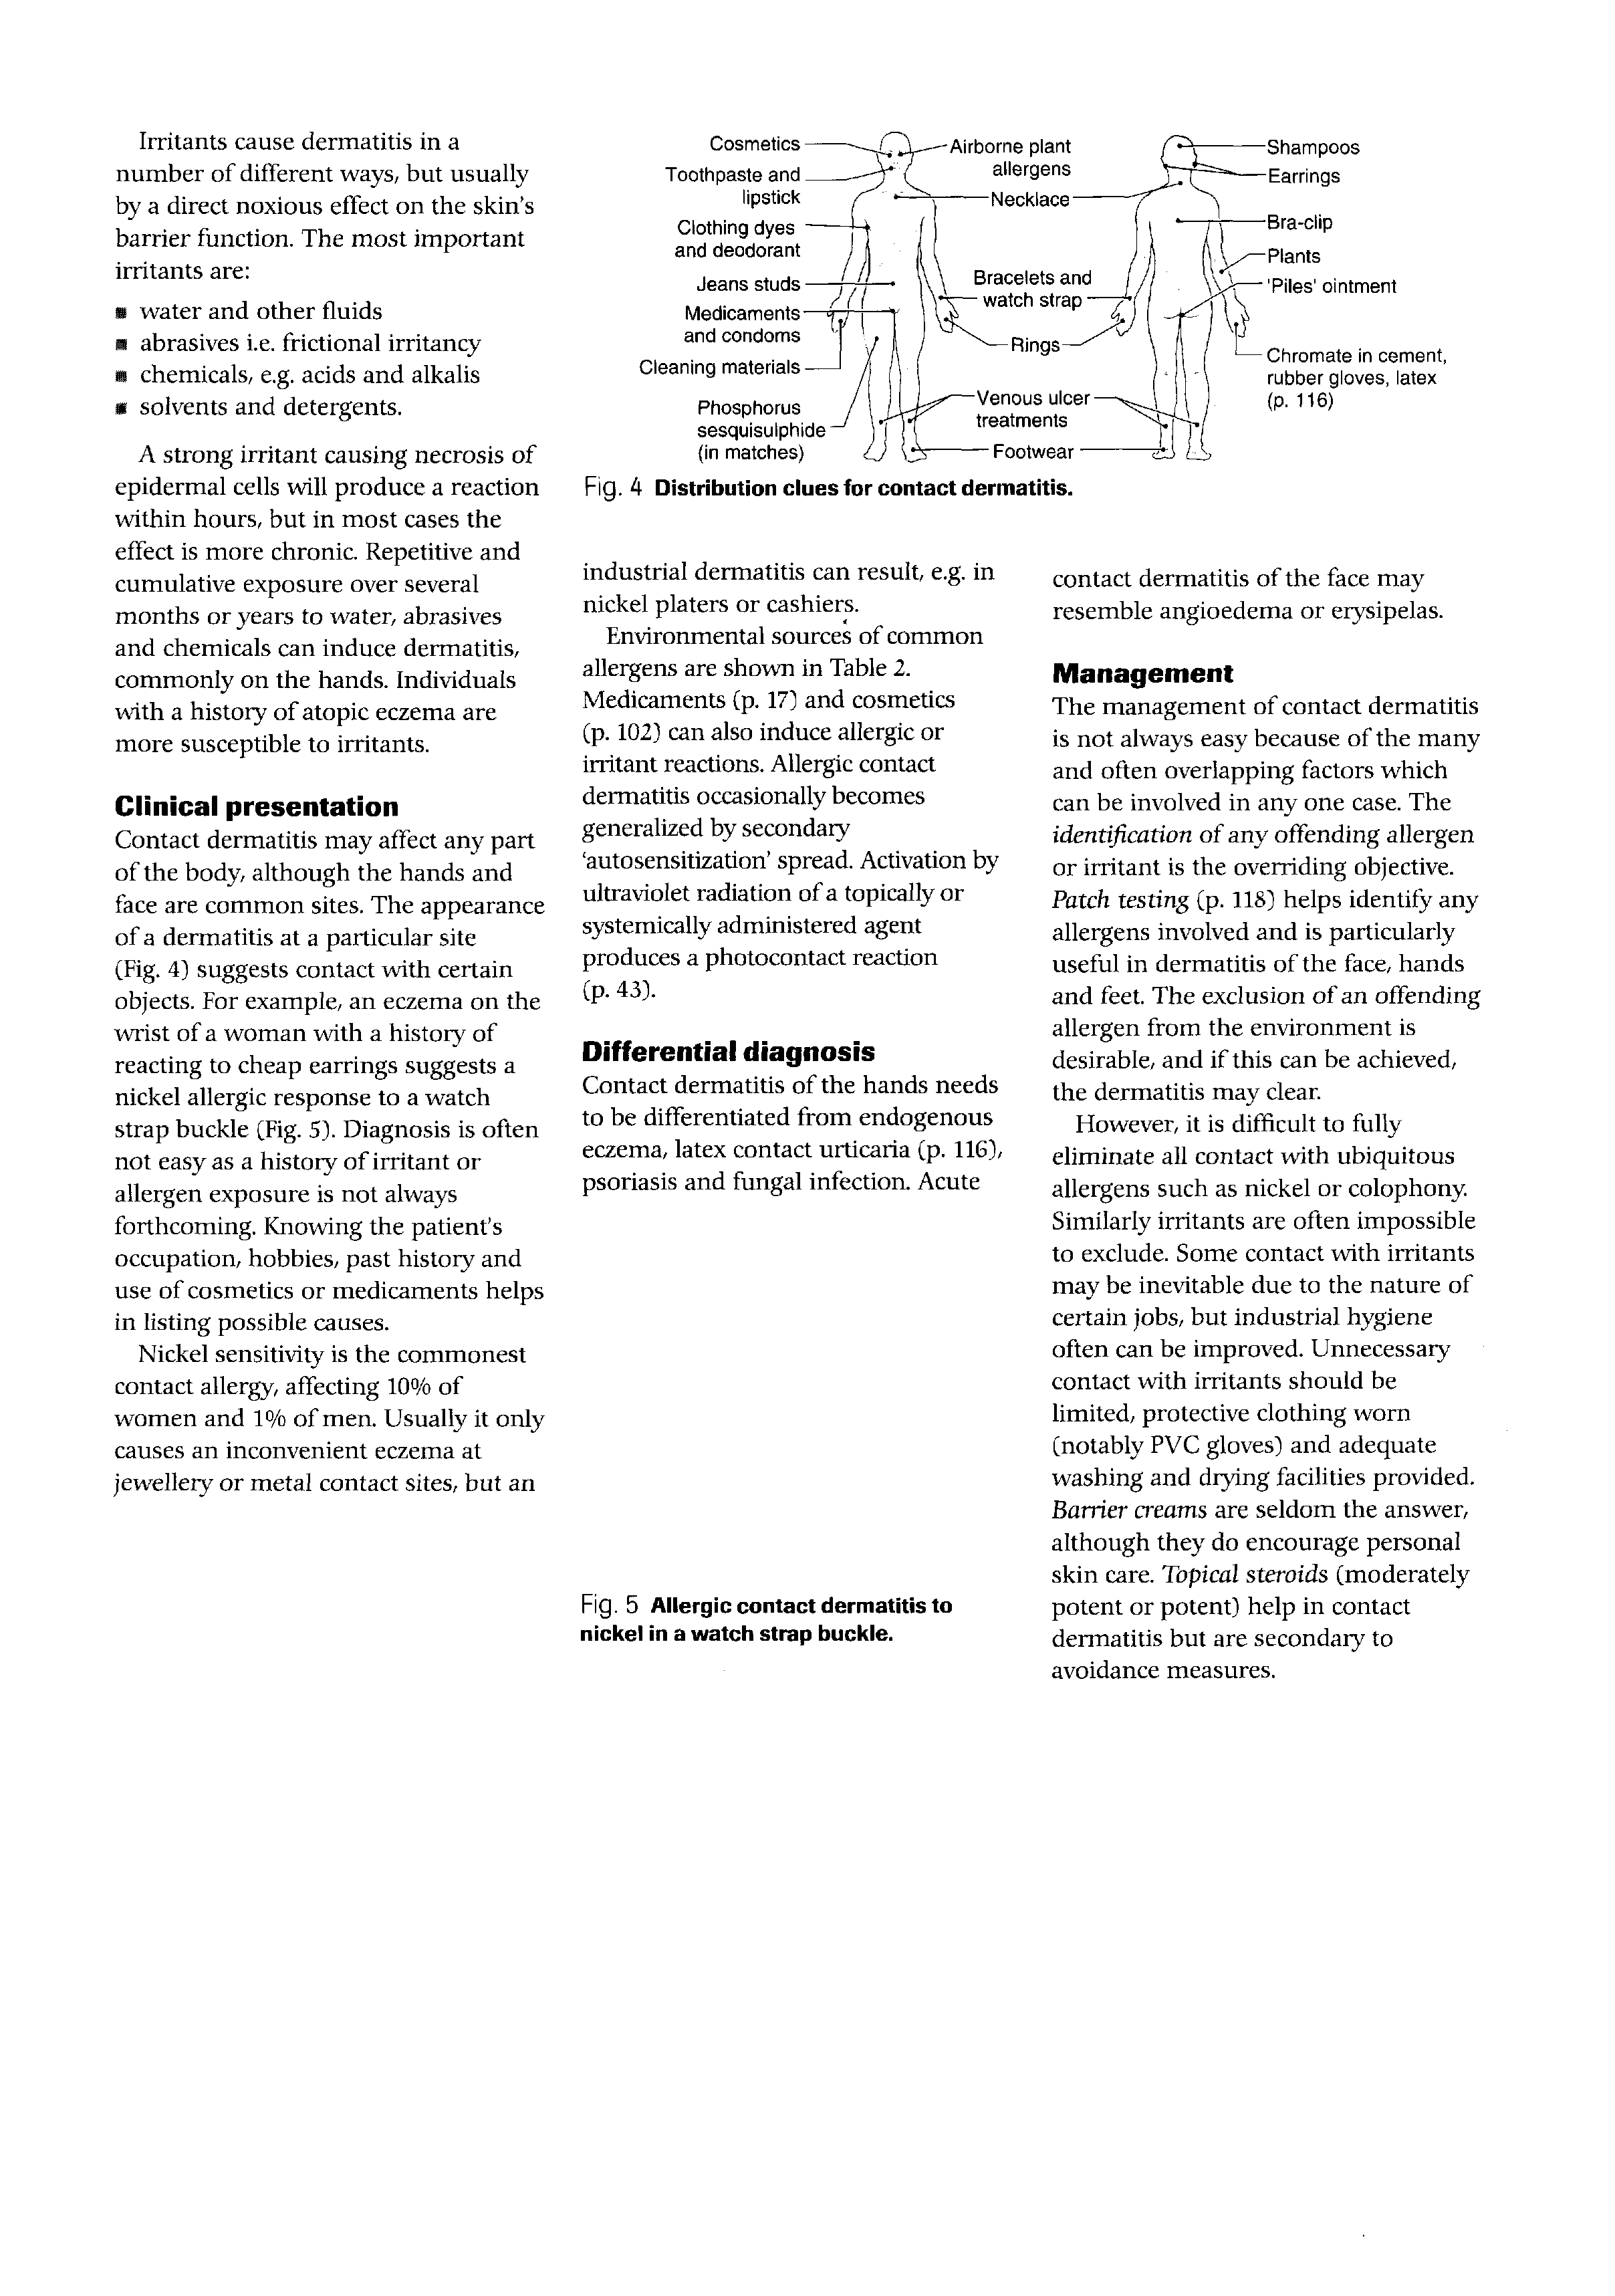 Irritants cause dermatitis in a
number of different ways, but usually
by a direct noxious effect on the skin's
barrier function. The most important
irritants are:
■ water and other fluids
■ abrasives i.e. frictional irritancy
■ chemicals, e.g. acids and alkalis
■ solvents and detergents.
A strong irritant causing necrosis of
epidermal cells will produce a reaction
within hours, but in most cases the
effect is more chronic. Repetitive and
cumulative exposure over several
months or years to water, abrasives
and chemicals can induce dermatitis,
commonly on the hands. Individuals
with a history of atopic eczema are
more susceptible to irritants.
Clinical presentation
Contact dermatitis may affect any part
of the body, although the hands and
face are common sites. The appearance
of a dermatitis at a particular site
(Fig. 4) suggests contact with certain
objects. For example, an eczema on the
wrist of a woman with a history of
reacting to cheap earrings suggests a
nickel allergic response to a watch
strap buckle (Fig. 5). Diagnosis is often
not easy as a history of irritant or
allergen exposure is not always
forthcoming. Knowing the patient's
occupation, hobbies, past history and
use of cosmetics or medicaments helps
in listing possible causes.
Nickel sensitivity is the commonest
contact allergy, affecting 10% of
women and 1% of men. Usually it only
causes an inconvenient eczema at
jewellery or metal contact sites, but an
Cosmetics
Toothpaste and
lipstick
Clothing dyes
and deodorant
Jeans studs
Medicaments
and condoms
Cleaning materials
Phosphorus
sesquisulphide
(in matches)
Airborne plant
allergens
Necklace
Bracelets and
watch strap
Rings
Venous ulcer
treatments
Footwear
Shampoos
Earrings
Bra-clip
Plants
'Piles' ointment
Chromate in cement,
rubber gloves, latex
(p. 116)
Fig. 4 Distribution clues for contact dermatitis.
industrial dermatitis can result, e.g. in
nickel platers or cashiers.
Environmental sources of common
allergens are shown in Table 2.
Medicaments (p. 17) and cosmetics
(p. 102) can also induce allergic or
irritant reactions. Allergic contact
dermatitis occasionally becomes
generalized by secondary
'autosensitization' spread. Activation by
ultraviolet radiation of a topically or
systemically administered agent
produces a photocontact reaction
(p. 43).
Differential diagnosis
Contact dermatitis of the hands needs
to be differentiated from endogenous
eczema, latex contact urticaria (p. 116),
psoriasis and fungal infection. Acute
Fig. 5 Allergic contact dermatitis to
nickel in a watch strap buckle.
contact dermatitis of the face may
resemble angioedema or erysipelas.
Management
The management of contact dermatitis
is not always easy because of the many
and often overlapping factors which
can be involved in any one case. The
identification of any offending allergen
or irritant is the overriding objective.
Patch testing (p. 118) helps identify any
allergens involved and is particularly
useful in dermatitis of the face, hands
and feet. The exclusion of an offending
allergen from the environment is
desirable, and if this can be achieved,
the dermatitis may clear.
However, it is difficult to fully
eliminate all contact with ubiquitous
allergens such as nickel or colophony.
Similarly irritants are often impossible
to exclude. Some contact with irritants
may be inevitable due to the nature of
certain jobs, but industrial hygiene
often can be improved. Unnecessary
contact with irritants should be
limited, protective clothing worn
(notably PVC gloves) and adequate
washing and drying facilities provided.
Barrier creams are seldom the answer,
although they do encourage personal
skin care. Topical steroids (moderately
potent or potent) help in contact
dermatitis but are secondary to
avoidance measures.